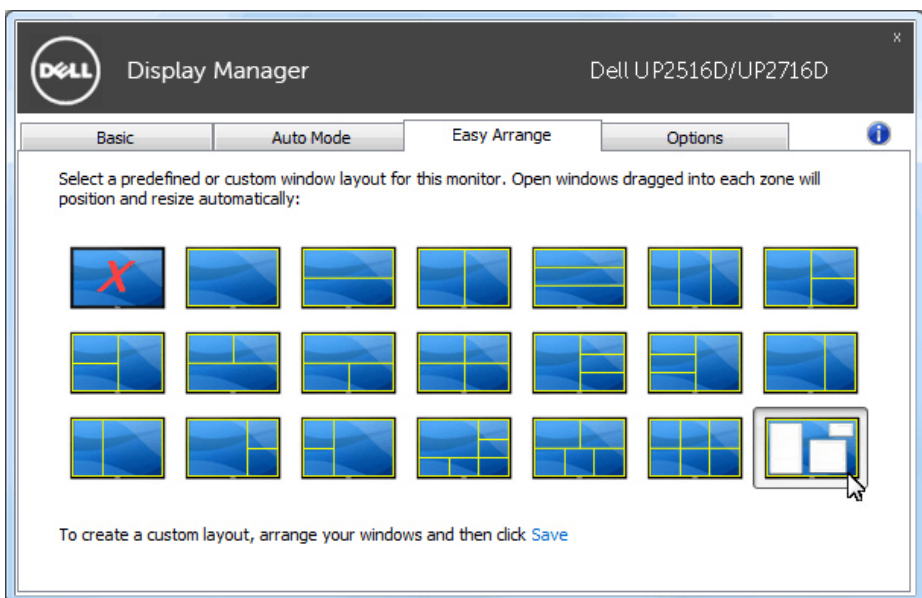 x
DELL
Display Manager
Dell UP2516D/UP2716D
Basic
Auto Mode
Easy Arrange
Options
i
Select a predefined or custom window layout for this monitor. Open windows dragged into each zone will
position and resize automatically:
X
To create a custom layout, arrange your windows and then click Save